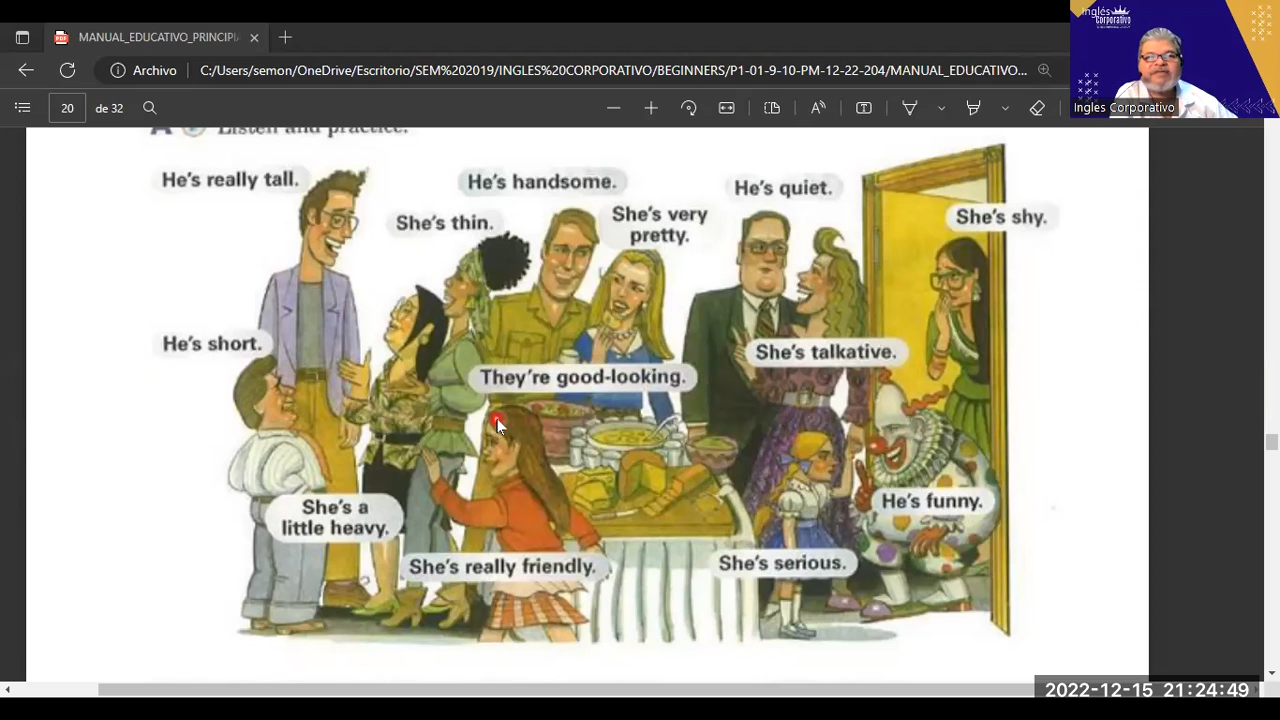 MANUAL_EDUCATIVO_PRINCIPI
Archivo
C:/Users/semon/OneDrive/Escritorio/SEM%202019/INGLES%20CORPORATIVO/BEGINNERS/P1-01-9-10-PM-12-22-204/MANUAL_EDUCATIVO...
20 de 32
Inglés
Corporativo
Ingles Corporativo
A Listen and practice.
He's really tall.
He's handsome.
He's quiet.
She's thin.
She's very
pretty.
She's shy.
He's short.
She's talkative.
They're good-looking.
She's a
little heavy.
He's funny.
She's really friendly.
She's serious.
2022-12-15 21:24:49